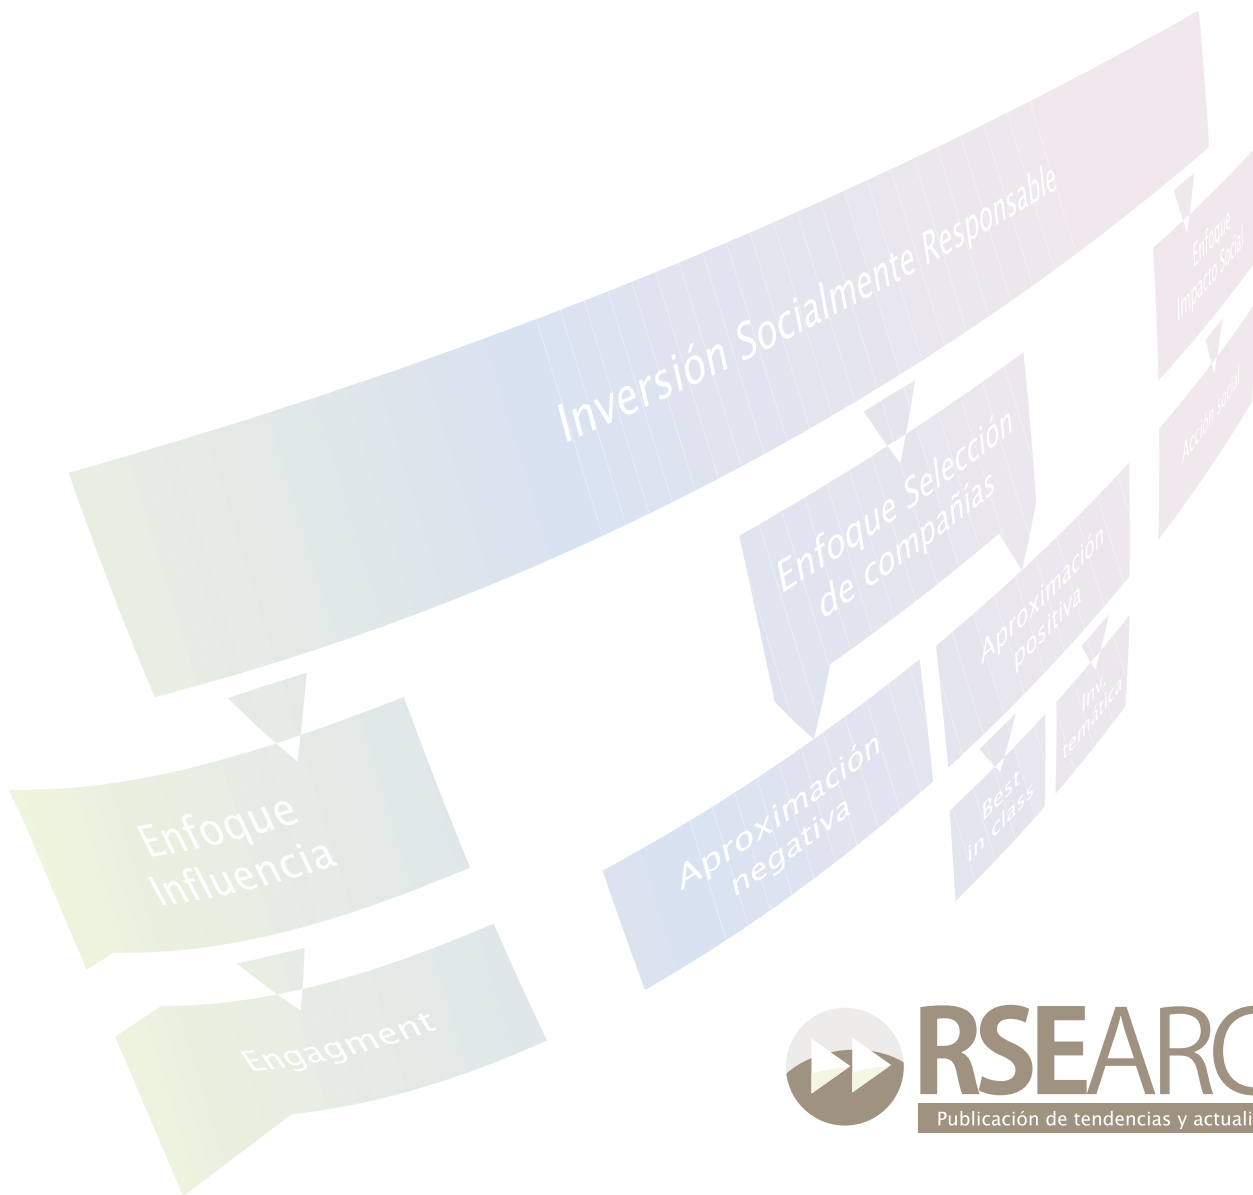 Inversión Socialmente Responsable
Enfoque
Influencia
Engagment
Enfoque Selección
de compañías
Aproximación
negativa
Aproximación
positiva
Best
in class
Inv.
temática
Enfoque
Impacto Social
Acción Social
RSEARC
Publicación de tendencias y actuali